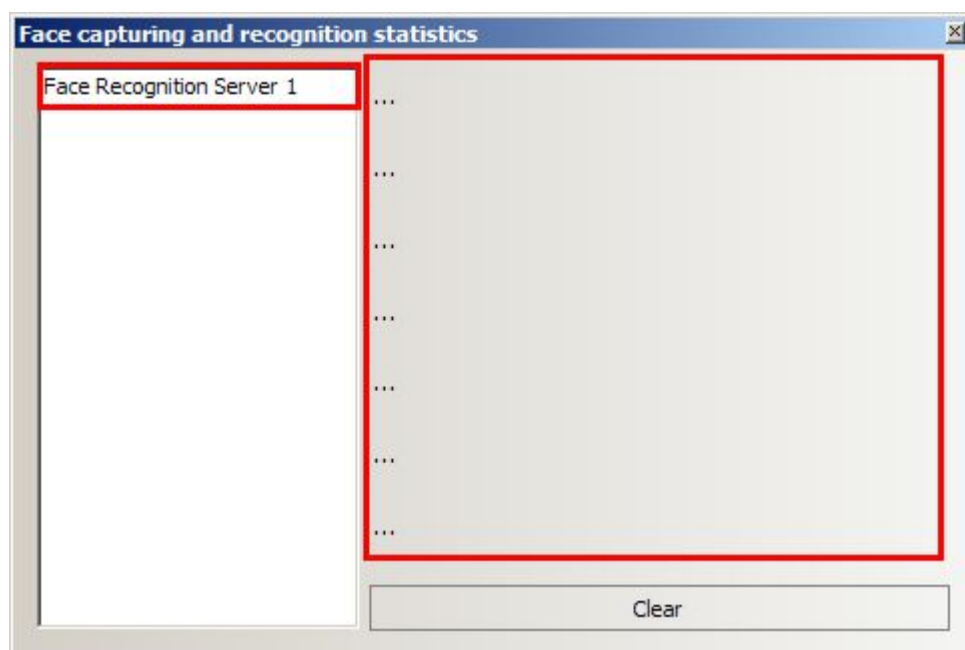 Face capturing and recognition statistics
Face Recognition Server 1
...
...
...
...
...
...
...
Clear